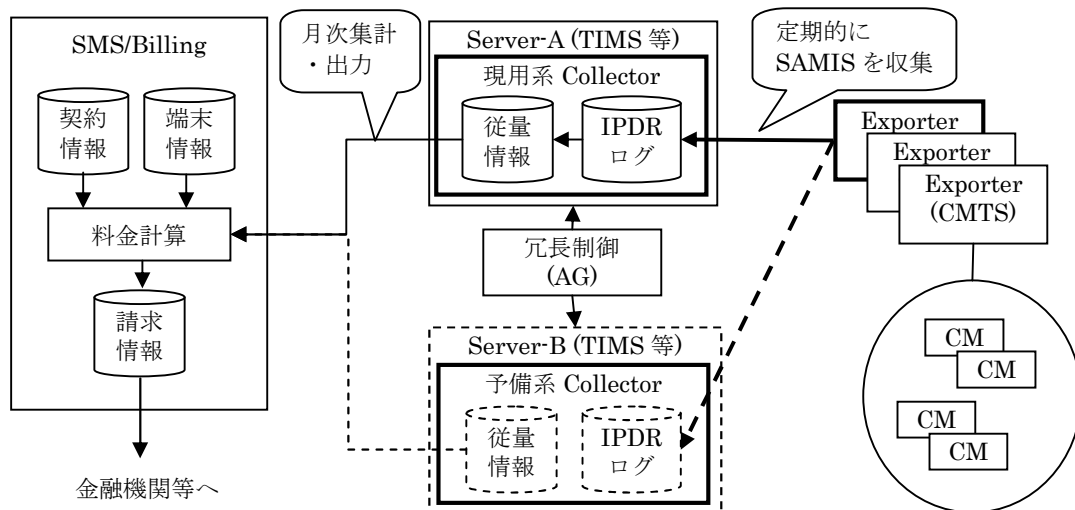 SMS/Billing
契約
情報
端末
情報
料金計算
請求
情報
金融機関等へ
月次集計
・出力
Server-A (TIMS 等)
現用系 Collector
従量
情報
IPDR
ログ
冗長制御
(AG)
Server-B (TIMS 等)
予備系 Collector
従量
情報
IPDR
ログ
定期的に
SAMIS を収集
Exporter
Exporter
Exporter
(CMTS)
CM
CM
CM
CM